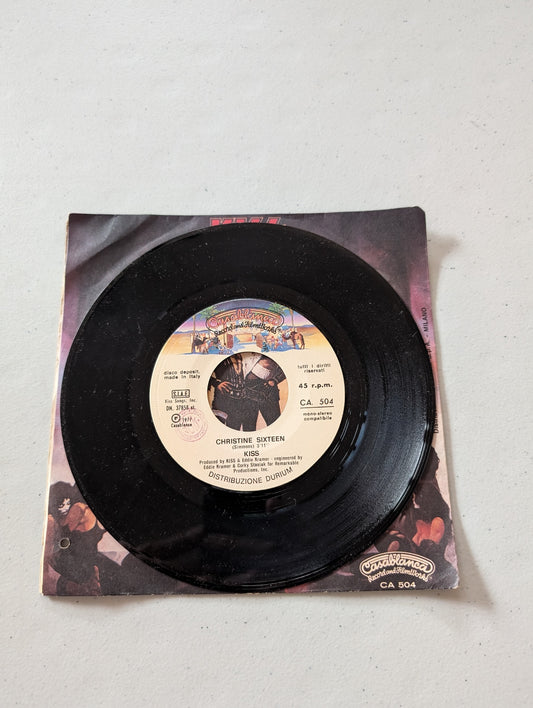 Casablanca
Record and FilmWorks
disco deposit.
made in Italy
S.I.A.E.
Kiss Songs, Inc.
DN. 37858 al.
℗ 1977
Casablanca
tutti i diritti
riservati
45 r.p.m.
CA. 504
mono-stereo
compatibile
CHRISTINE SIXTEEN
(Simmons) 3'11"
KISS
Produced by KISS & Eddie Kramer - engineered by
Eddie Kramer & Corky Stasiak for Remarkable
Productions, Inc.
DISTRIBUZIONE DURIUM
MILANO
Casablanca
Record and FilmWorks
CA 504